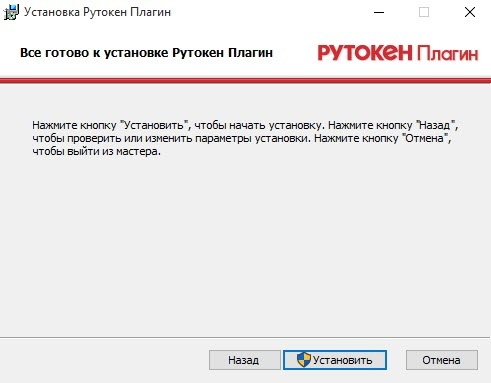 Установка Рутокен Плагин
Все готово к установке Рутокен Плагин
РУТОКЕН Плагин
Нажмите кнопку "Установить", чтобы начать установку. Нажмите кнопку "Назад",
чтобы проверить или изменить параметры установки. Нажмите кнопку "Отмена",
чтобы выйти из мастера.
Назад
Установить
Отмена